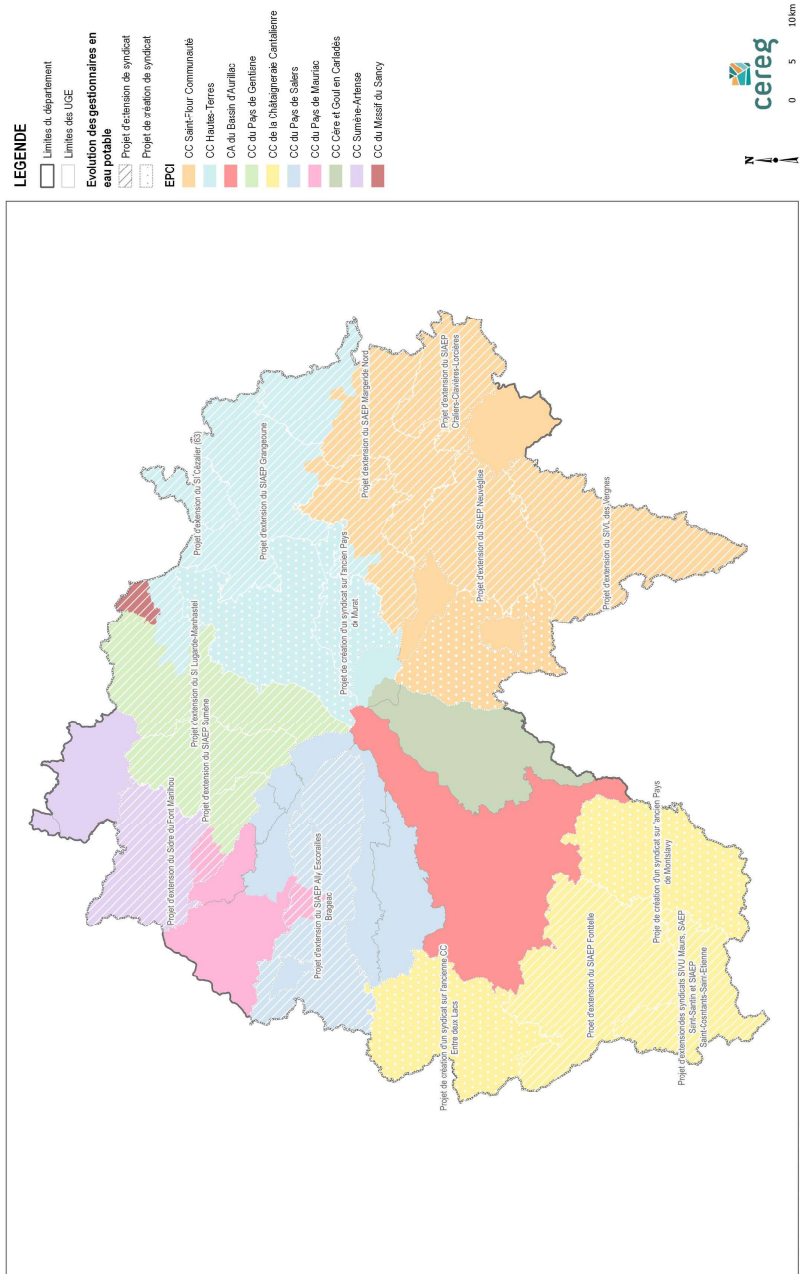 LEGENDE
Limites du département
Limites des UGE
Evolution des gestionnaires en
eau potable
Projet d'extension de syndicat
Projet de création de syndicat
EPCI
CC Saint-Flour Communauté
CC Hautes-Terres
CA du Bassin d'Aurillac
CC du Pays de Gentiane
CC de la Châtaigneraie Cantalienne
CC du Pays de Salers
CC du Pays de Mauriac
CC Cère et Goul en Carladès
CC Sumène-Artense
CC du Massif du Sancy
Projet d'extension du SI Cézallier (63)
Projet d'extension du SIAEP Grangeoune
Projet d'extension du SAEP Margeride Nord
Projet d'extension du SIAEP
Craliers-Clavières-Lorcières
Projet d'extension du SIAEP Neuvéglise
Projet d'extension du SIVU des Vergnes
Projet de création d'un syndicat sur l'ancien Pays
de Murat
Projet d'extension du SI Lugarde-Marchastel
Projet d'extension du SIAEP Sumène
Projet d'extension du Sidre du Font Marilhou
Projet d'extension du SIAEP Ally Escorailles
Brageac
Projet de création d'un syndicat sur l'ancienne CC
Entre deux Lacs
Projet d'extension du SIAEP Fontbelle
Proje de création d'un syndicat sur l'ancien Pays
de Montsalvy
Projet d'extension des syndicats SIVU Maurs, SAEP
Saint-Santin et SIAEP
Saint-Constants-Saint-Etienne
N
cereg
0 5 10 km